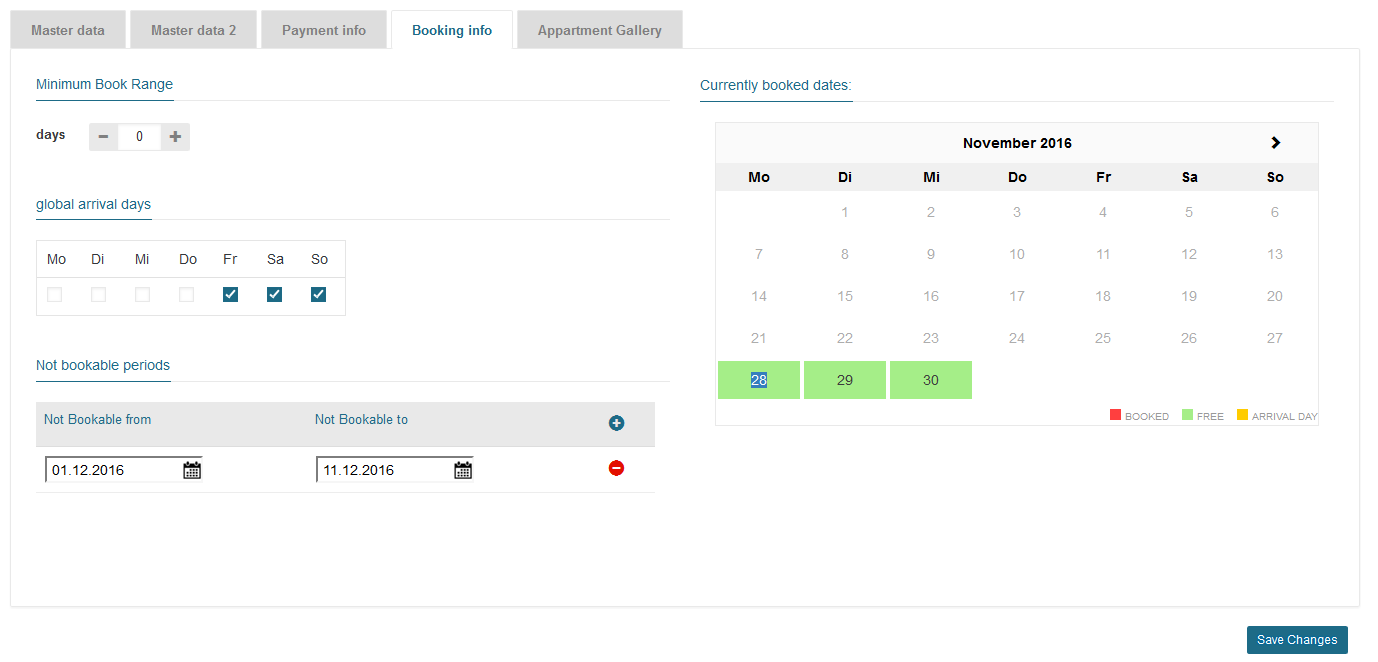 Master data Master data 2 Payment info Booking info Appartment Gallery
Minimum Book Range
days 0
global arrival days
Mo Di Mi Do Fr Sa So
Not bookable periods
Not Bookable from Not Bookable to
01.12.2016 11.12.2016
Currently booked dates:
November 2016
Mo Di Mi Do Fr Sa So
1 2 3 4 5 6
7 8 9 10 11 12 13
14 15 16 17 18 19 20
21 22 23 24 25 26 27
28 29 30
BOOKED FREE ARRIVAL DAY
Save Changes